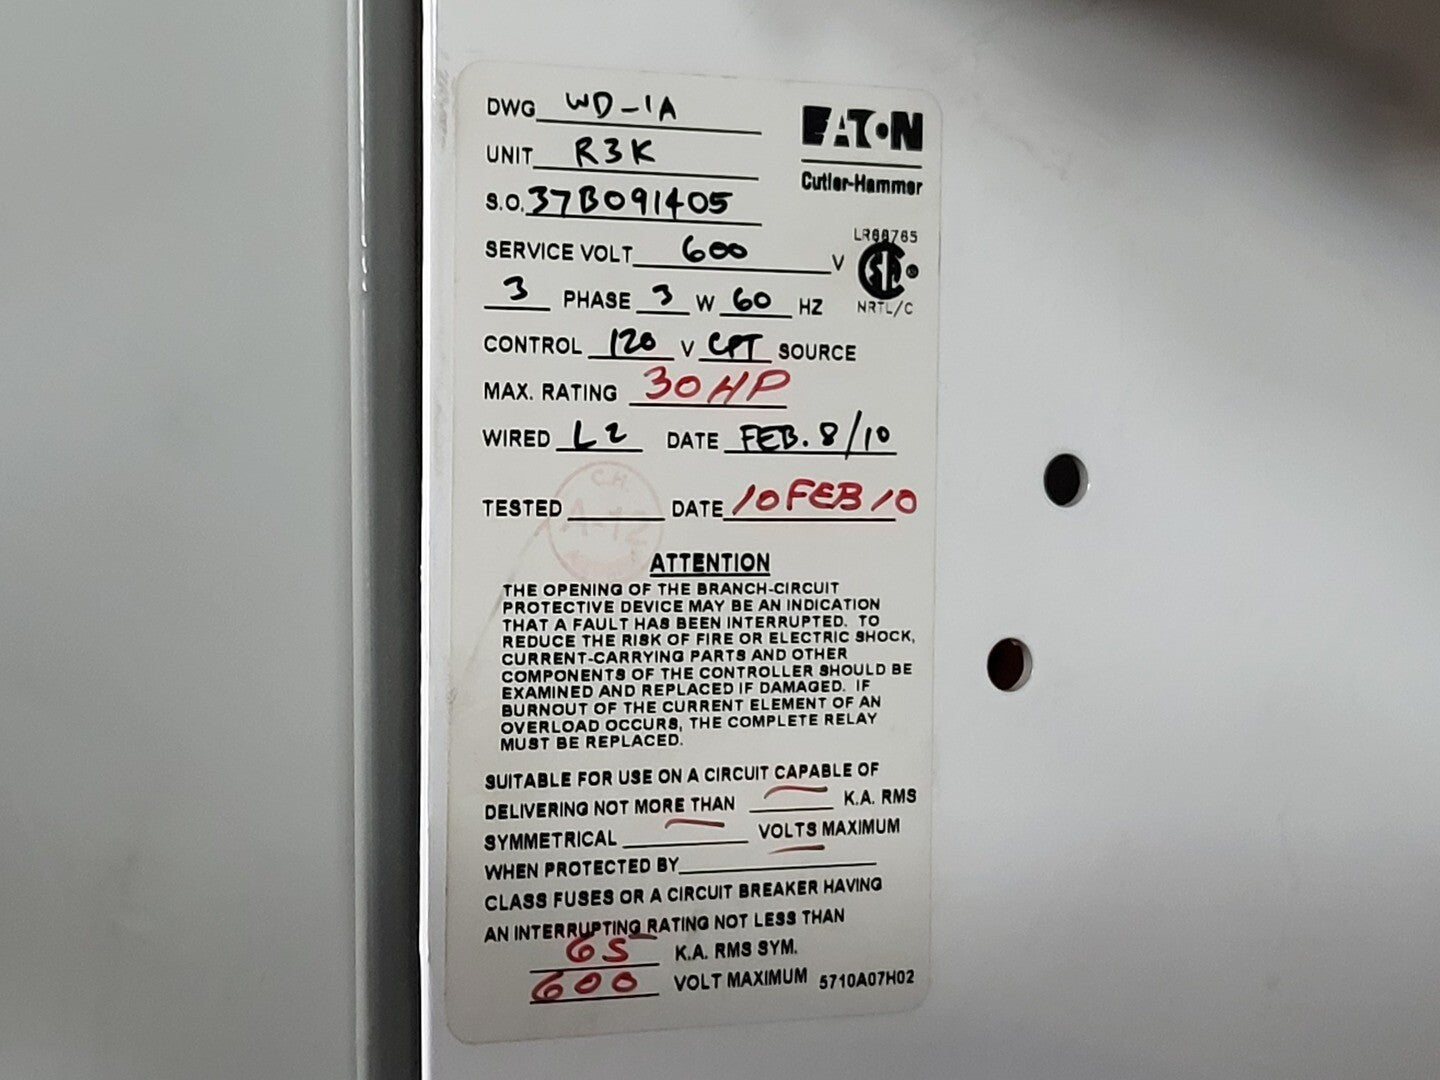 DWG WD-1A
EATON
UNIT R3K
Cutler-Hammer
S.O. 37B091405
SERVICE VOLT 600 V
LR68765
NRTL/C
3 PHASE 3 W 60 HZ
CONTROL 120 V CPT SOURCE
MAX. RATING 30HP
WIRED L2 DATE FEB. 8/10
TESTED DATE 10FEB10
C.H.
A-12
ATTENTION
THE OPENING OF THE BRANCH-CIRCUIT
PROTECTIVE DEVICE MAY BE AN INDICATION
THAT A FAULT HAS BEEN INTERRUPTED. TO
REDUCE THE RISK OF FIRE OR ELECTRIC SHOCK,
CURRENT-CARRYING PARTS AND OTHER
COMPONENTS OF THE CONTROLLER SHOULD BE
EXAMINED AND REPLACED IF DAMAGED. IF
BURNOUT OF THE CURRENT ELEMENT OF AN
OVERLOAD OCCURS, THE COMPLETE RELAY
MUST BE REPLACED.
SUITABLE FOR USE ON A CIRCUIT CAPABLE OF
DELIVERING NOT MORE THAN K.A. RMS
SYMMETRICAL VOLTS MAXIMUM
WHEN PROTECTED BY
CLASS FUSES OR A CIRCUIT BREAKER HAVING
AN INTERRUPTING RATING NOT LESS THAN
65 K.A. RMS SYM.
600 VOLT MAXIMUM 5710A07H02